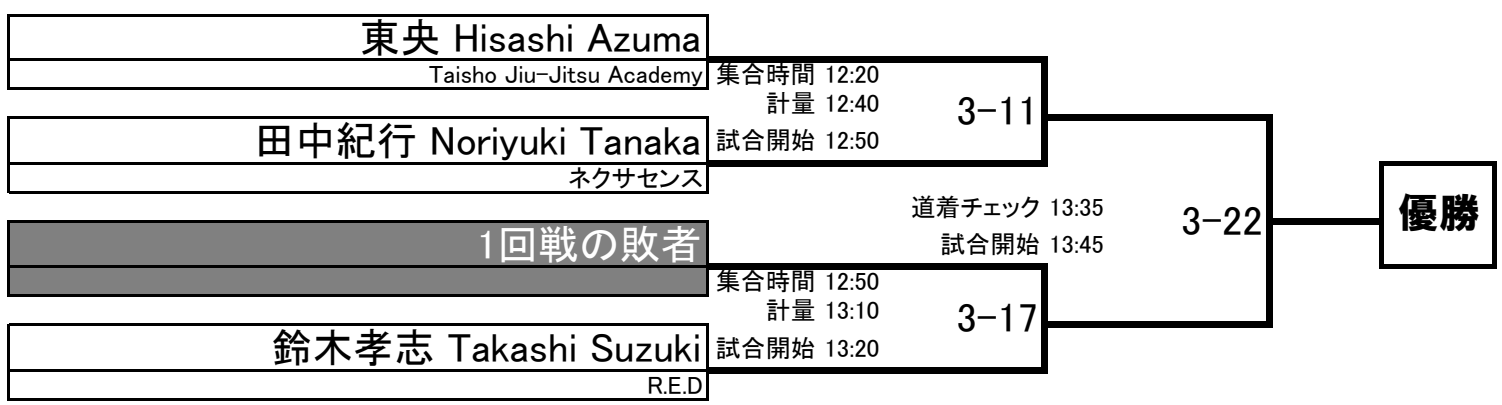 東央 Hisashi Azuma
Taisho Jiu-Jitsu Academy
集合時間 12:20
計量 12:40
3-11
試合開始 12:50
田中紀行 Noriyuki Tanaka
ネクサセンス
道着チェック 13:35
3-22
優勝
試合開始 13:45
1回戦の敗者
集合時間 12:50
計量 13:10
3-17
試合開始 13:20
鈴木孝志 Takashi Suzuki
R.E.D